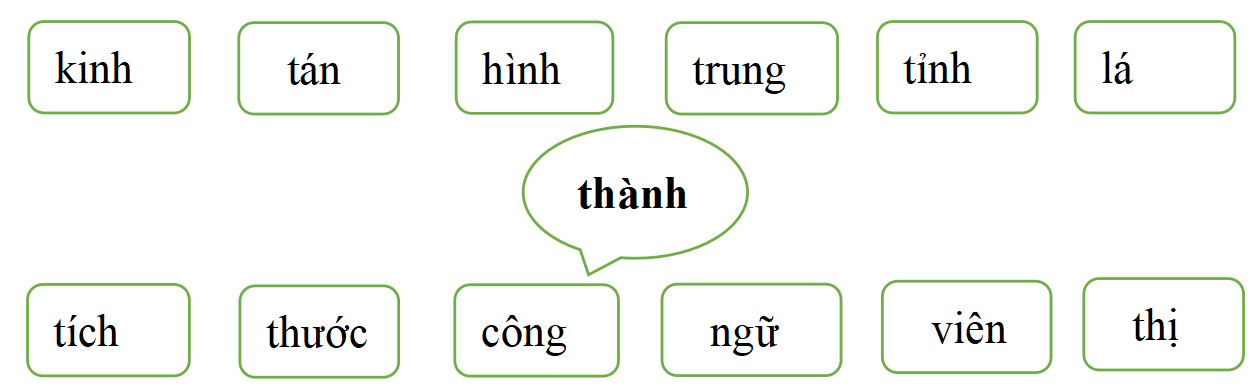 kinh tán hình trung tỉnh lá
thành
tích thước công ngữ viên thị